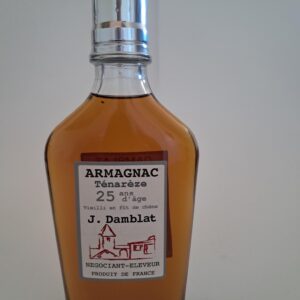 ARMAGNAC
Ténarèze
25 ans d'âge
Vieilli en fût de chêne
J. Damblat
NEGOCIANT-ELEVEUR
PRODUIT DE FRANCE